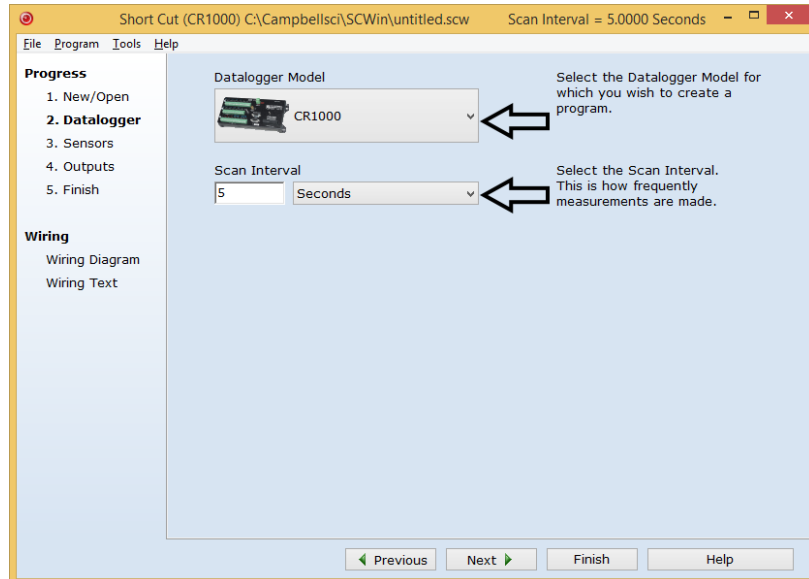 Short Cut (CR1000) C:\Campbellsci\SCWin\untitled.scw Scan Interval = 5.0000 Seconds
File Program Tools Help
Progress
1. New/Open
2. Datalogger
3. Sensors
4. Outputs
5. Finish
Wiring
Wiring Diagram
Wiring Text
Datalogger Model
CR1000
Select the Datalogger Model for
which you wish to create a
program.
Scan Interval
5 Seconds
Select the Scan Interval.
This is how frequently
measurements are made.
Previous Next Finish Help